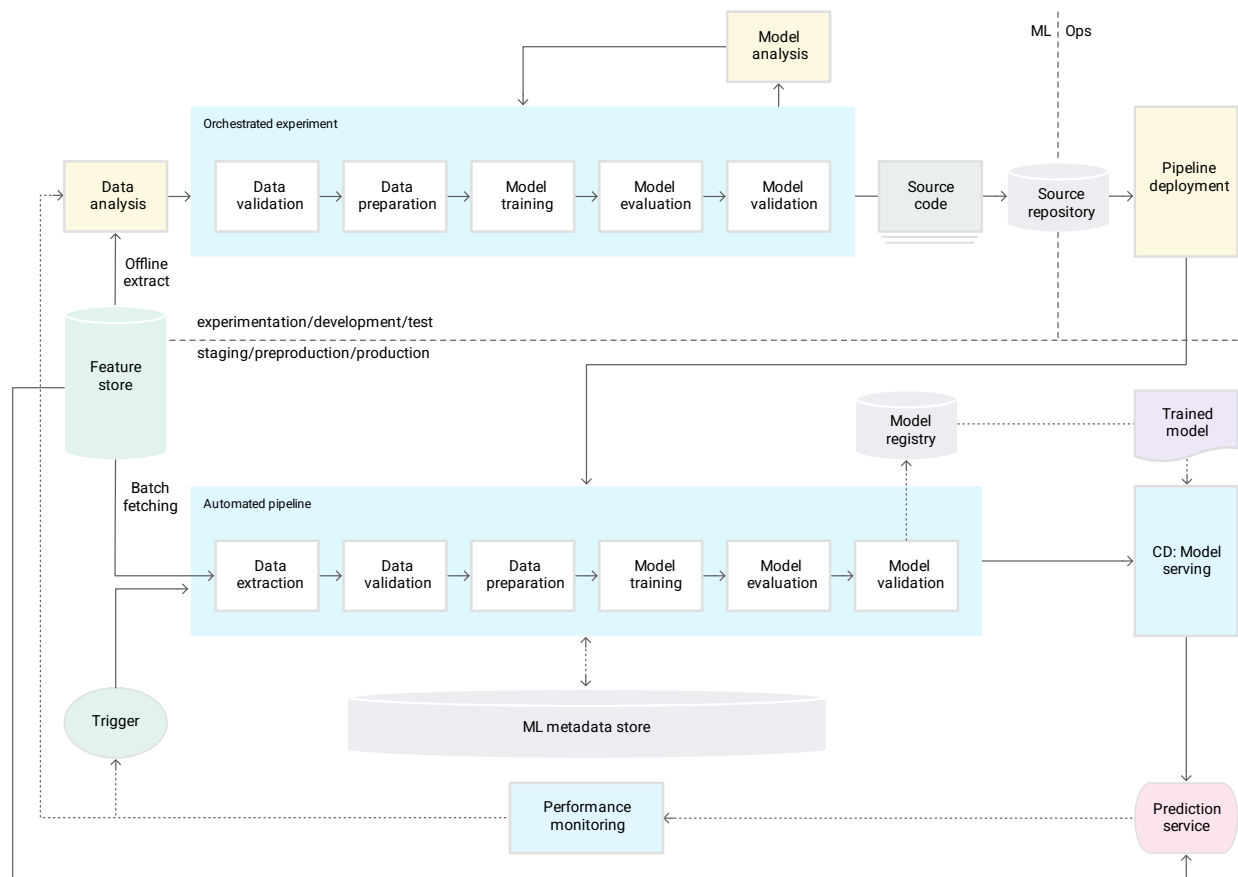 Model
analysis
ML
Ops
Orchestrated experiment
Data
analysis
Data
validation
Data
preparation
Model
training
Model
evaluation
Model
validation
Source
code
Source
repository
Pipeline
deployment
Offline
extract
experimentation/development/test
staging/preproduction/production
Feature
store
Model
registry
Trained
model
Batch
fetching
Automated pipeline
Data
extraction
Data
validation
Data
preparation
Model
training
Model
evaluation
Model
validation
CD: Model
serving
Trigger
ML metadata store
Performance
monitoring
Prediction
service